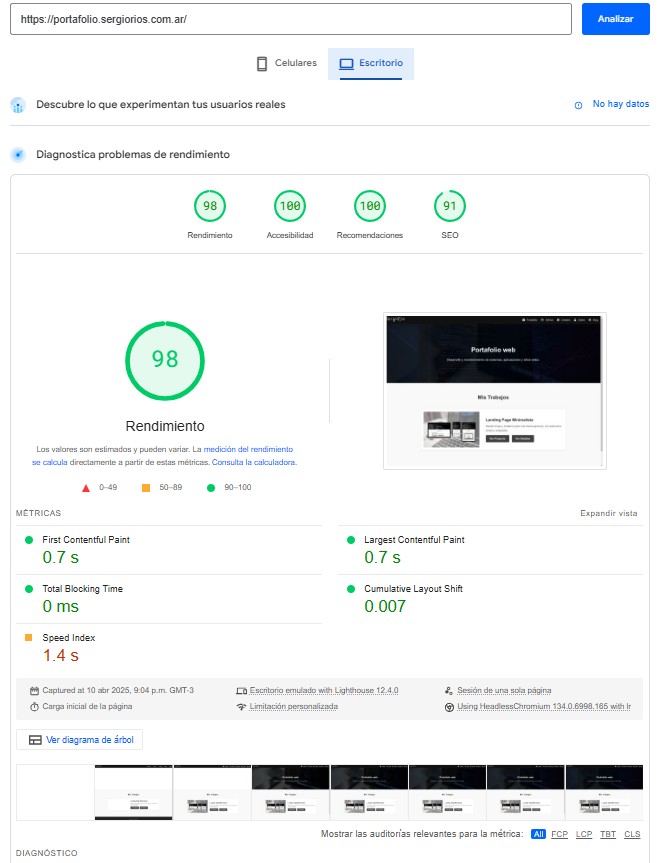 https://portafolio.sergiorios.com.ar/
Analizar
Celulares
Escritorio
Descubre lo que experimentan tus usuarios reales
No hay datos
Diagnostica problemas de rendimiento
98
100
100
91
Rendimiento
Accesibilidad
Recomendaciones
SEO
98
Rendimiento
Los valores son estimados y pueden variar. La medición del rendimiento
se calcula directamente a partir de estas métricas. Consulta la calculadora.
0–49
50–89
90–100
Portafolio web
Mis Trabajos
Landing Page Minimalista
MÉTRICAS
Expandir vista
First Contentful Paint
0.7 s
Largest Contentful Paint
0.7 s
Total Blocking Time
0 ms
Cumulative Layout Shift
0.007
Speed Index
1.4 s
Captured at 10 abr 2025, 9:04 p.m. GMT-3
Escritorio emulado with Lighthouse 12.4.0
Sesión de una sola página
Carga inicial de la página
Limitación personalizada
Using HeadlessChromium 134.0.6998.165 with lr
Ver diagrama de árbol
Mostrar las auditorías relevantes para la métrica:
All
FCP
LCP
TBT
CLS
DIAGNÓSTICO